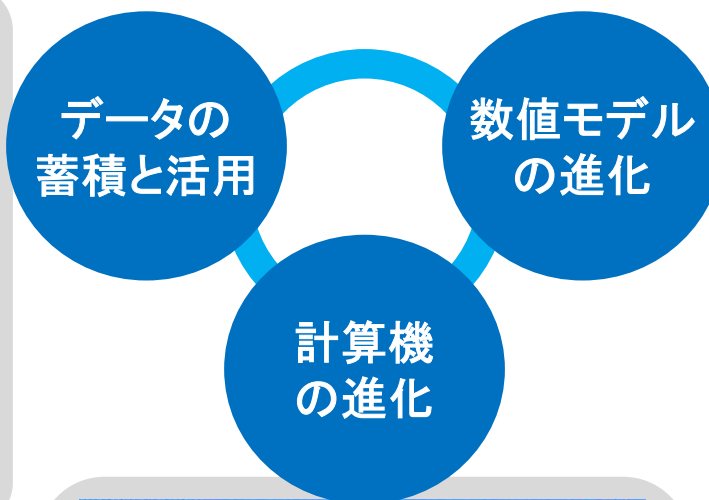 データの
蓄積と活用
数値モデル
の進化
計算機
の進化